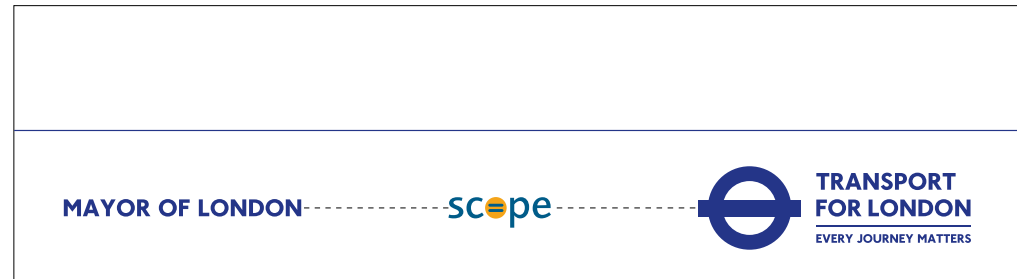 MAYOR OF LONDON
scope
TRANSPORT
FOR LONDON
EVERY JOURNEY MATTERS